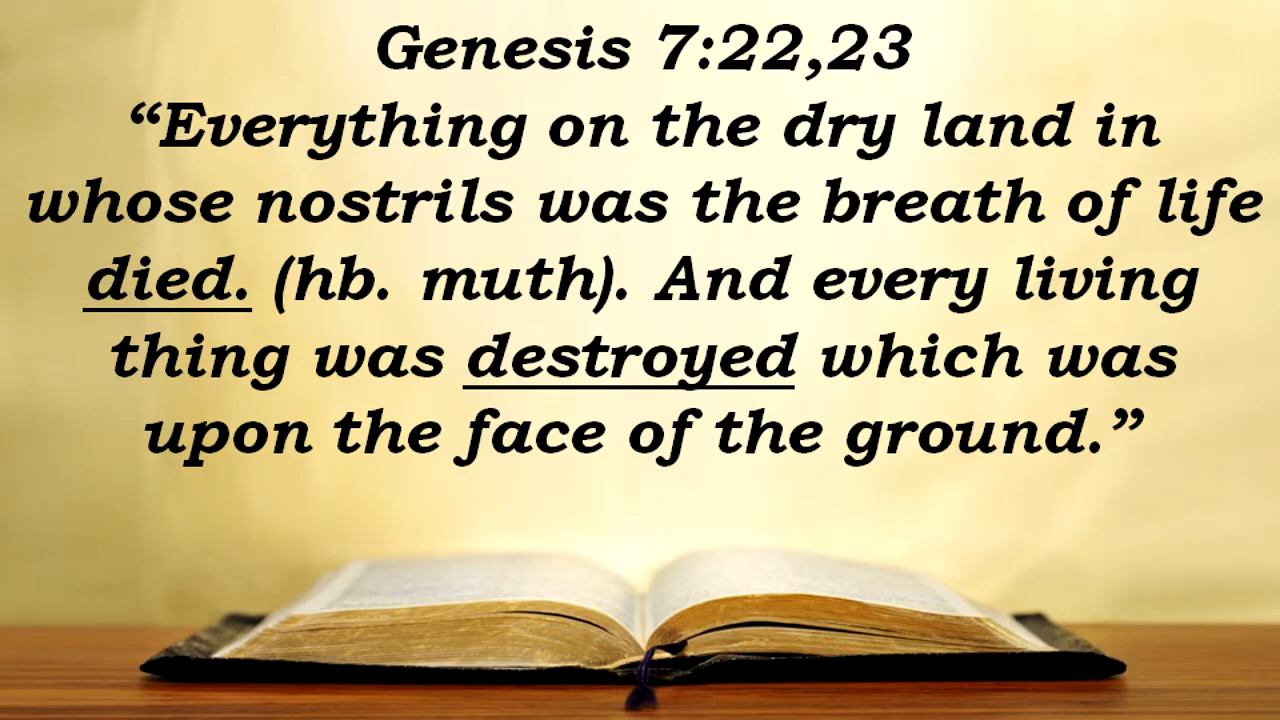 Genesis 7:22,23
“Everything on the dry land in
whose nostrils was the breath of life
died. (hb. muth). And every living
thing was destroyed which was
upon the face of the ground.”